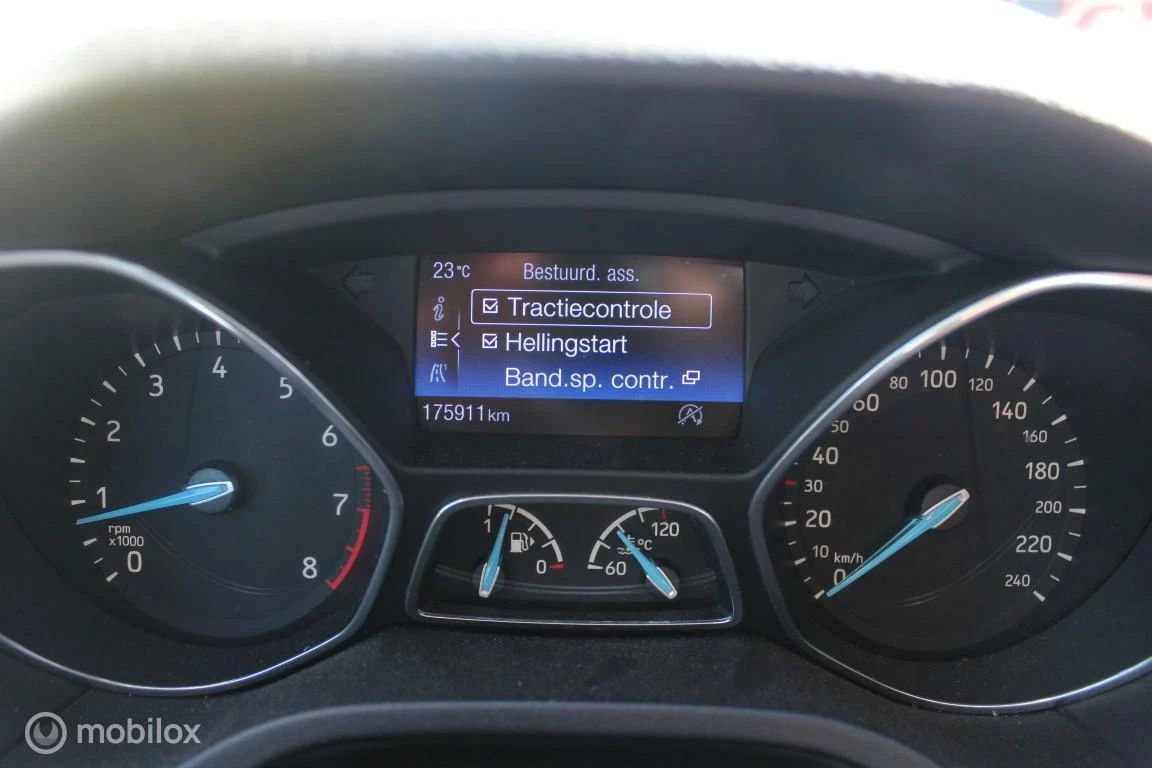 23°C Bestuurd. ass.
Tractiecontrole
Hellingstart
Band.sp. contr.
175911 km
0 1 2 3 4 5 6 7 8
rpm
x1000
1 0
60 120
°C
0 10 20 30 40 50 60 80 100 120 140 160 180 200 220 240
km/h
mobilox